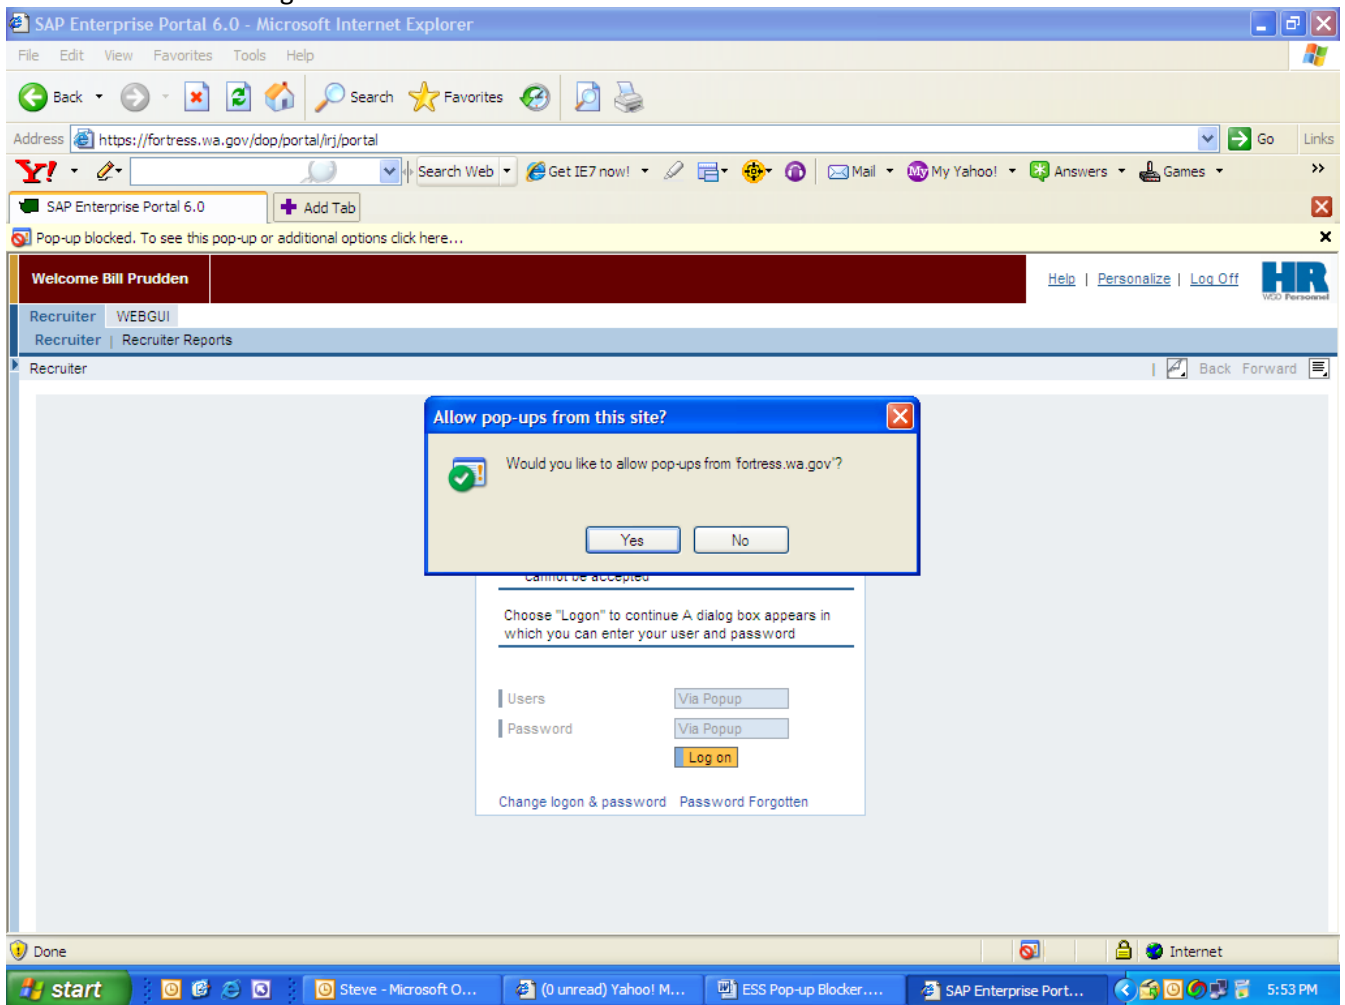 SAP Enterprise Portal 6.0 - Microsoft Internet Explorer
File Edit View Favorites Tools Help
Back Search Favorites
Address https://fortress.wa.gov/dop/portal/irj/portal Go Links
Y! Search Web Get IE7 now! Mail My My Yahoo! Answers Games »
SAP Enterprise Portal 6.0 Add Tab
Pop-up blocked. To see this pop-up or additional options click here...
Welcome Bill Prudden Help | Personalize | Log Off HR
Personnel
Recruiter WEBGUI
Recruiter | Recruiter Reports
Recruiter | Back Forward
Allow pop-ups from this site?
Would you like to allow pop-ups from 'fortress.wa.gov'?
Yes No
cannot be accepted
Choose "Logon" to continue A dialog box appears in
which you can enter your user and password
Users Via Popup
Password Via Popup
Log on
Change logon & password Password Forgotten
Done Internet
start Steve - Microsoft O... (0 unread) Yahoo! M... ESS Pop-up Blocker.... SAP Enterprise Port... 5:53 PM